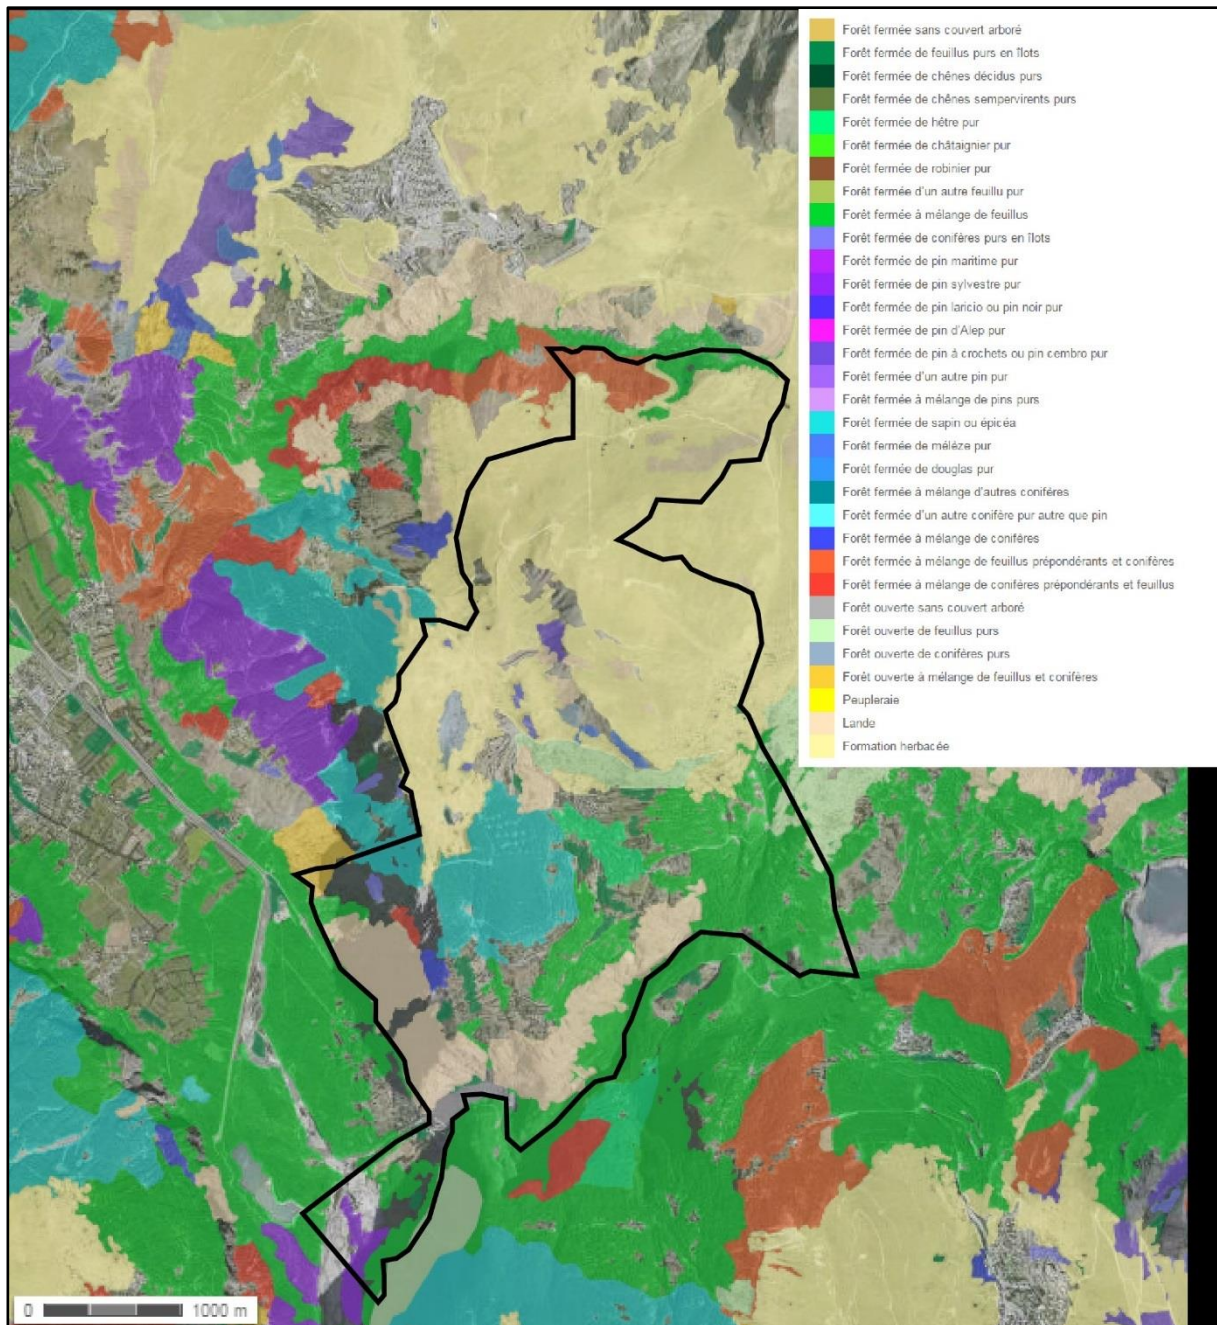 Forêt fermée sans couvert arboré
Forêt fermée de feuillus purs en îlots
Forêt fermée de chênes décidus purs
Forêt fermée de chênes sempervirents purs
Forêt fermée de hêtre pur
Forêt fermée de châtaignier pur
Forêt fermée de robinier pur
Forêt fermée d'un autre feuillu pur
Forêt fermée à mélange de feuillus
Forêt fermée de conifères purs en îlots
Forêt fermée de pin maritime pur
Forêt fermée de pin sylvestre pur
Forêt fermée de pin laricio ou pin noir pur
Forêt fermée de pin d'Alep pur
Forêt fermée de pin à crochets ou pin cembro pur
Forêt fermée d'un autre pin pur
Forêt fermée à mélange de pins purs
Forêt fermée de sapin ou épicéa
Forêt fermée de mélèze pur
Forêt fermée de douglas pur
Forêt fermée à mélange d'autres conifères
Forêt fermée d'un autre conifère pur autre que pin
Forêt fermée à mélange de conifères
Forêt fermée à mélange de feuillus prépondérants et conifères
Forêt fermée à mélange de conifères prépondérants et feuillus
Forêt ouverte sans couvert arboré
Forêt ouverte de feuillus purs
Forêt ouverte de conifères purs
Forêt ouverte à mélange de feuillus et conifères
Peupleraie
Lande
Formation herbacée
0 1000 m